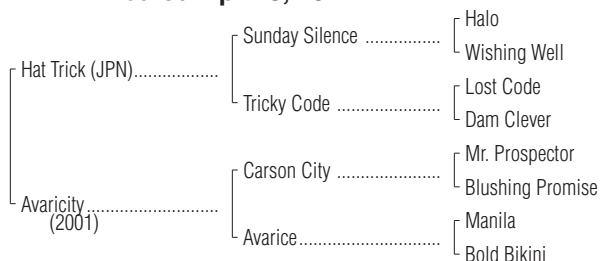 Halo
Sunday Silence ...................
Wishing Well
Hat Trick (JPN).....................
Lost Code
Tricky Code ...........................
Dam Clever
Mr. Prospector
Carson City ..........................
Blushing Promise
Avaricity.................................
(2001)
Manila
Avarice....................................
Bold Bikini